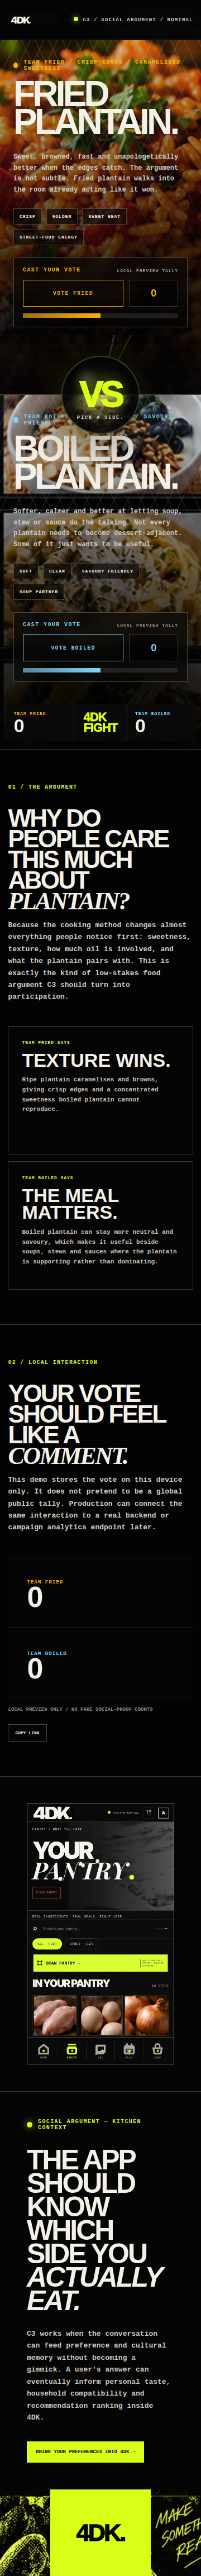 4DK.
C3 / SOCIAL ARGUMENT / NOMINAL
TEAM FRIED / CRISP EDGES / CARAMELISED
SWEETNESS
FRIED
PLANTAIN.
Sweet, browned, fast and unapologetically
better when the edges catch. The argument
is not subtle. Fried plantain walks into
the room already acting like it won.
CRISP
GOLDEN
SWEET HEAT
STREET-FOOD ENERGY
CAST YOUR VOTE
LOCAL PREVIEW TALLY
VOTE FRIED
0
VS
PICK A SIDE.
TEAM BOILED
SAVOURY
BOILED
PLANTAIN.
Softer, calmer and better at letting soup,
stew or sauce do the talking. Not every
plantain needs to become dessert-adjacent.
Some of it just wants to be useful.
SOFT
CLEAN
SAVOURY FRIENDLY
SOUP PARTNER
CAST YOUR VOTE
LOCAL PREVIEW TALLY
VOTE BOILED
0
TEAM FRIED
0
4DK
FIGHT
TEAM BOILED
0
01 / THE ARGUMENT
WHY DO
PEOPLE CARE
THIS MUCH
ABOUT
PLANTAIN?
Because the cooking method changes almost
everything people notice first: sweetness,
texture, how much oil is involved, and
what the plantain pairs with. This is
exactly the kind of low-stakes food
argument C3 should turn into
participation.
TEAM FRIED SAYS
TEXTURE WINS.
Ripe plantain caramelises and browns,
giving crisp edges and a concentrated
sweetness boiled plantain cannot
reproduce.
TEAM BOILED SAYS
THE MEAL
MATTERS.
Boiled plantain can stay more neutral and
savoury, which makes it useful beside
soups, stews and sauces where the plantain
is supporting rather than dominating.
02 / LOCAL INTERACTION
YOUR VOTE
SHOULD FEEL
LIKE A
COMMENT.
This demo stores the vote on this device
only. It does not pretend to be a global
public tally. Production can connect the
same interaction to a real backend or
campaign analytics endpoint later.
TEAM FRIED
0
TEAM BOILED
0
LOCAL PREVIEW ONLY / NO FAKE SOCIAL-PROOF COUNTS
COPY LINK
4DK.
YOUR
PANTRY
REAL INGREDIENTS. REAL MEALS. RIGHT HERE.
Search your pantry...
SCAN PANTRY →
IN YOUR PANTRY
SOCIAL ARGUMENT — KITCHEN
CONTEXT
THE APP
SHOULD
KNOW
WHICH
SIDE YOU
ACTUALLY
EAT.
C3 works when the conversation
can feed preference and cultural
memory without becoming a
gimmick. A user's answer can
eventually inform personal taste,
household compatibility and
recommendation ranking inside
4DK.
BRING YOUR PREFERENCES INTO 4DK →
4DK.
MAKE